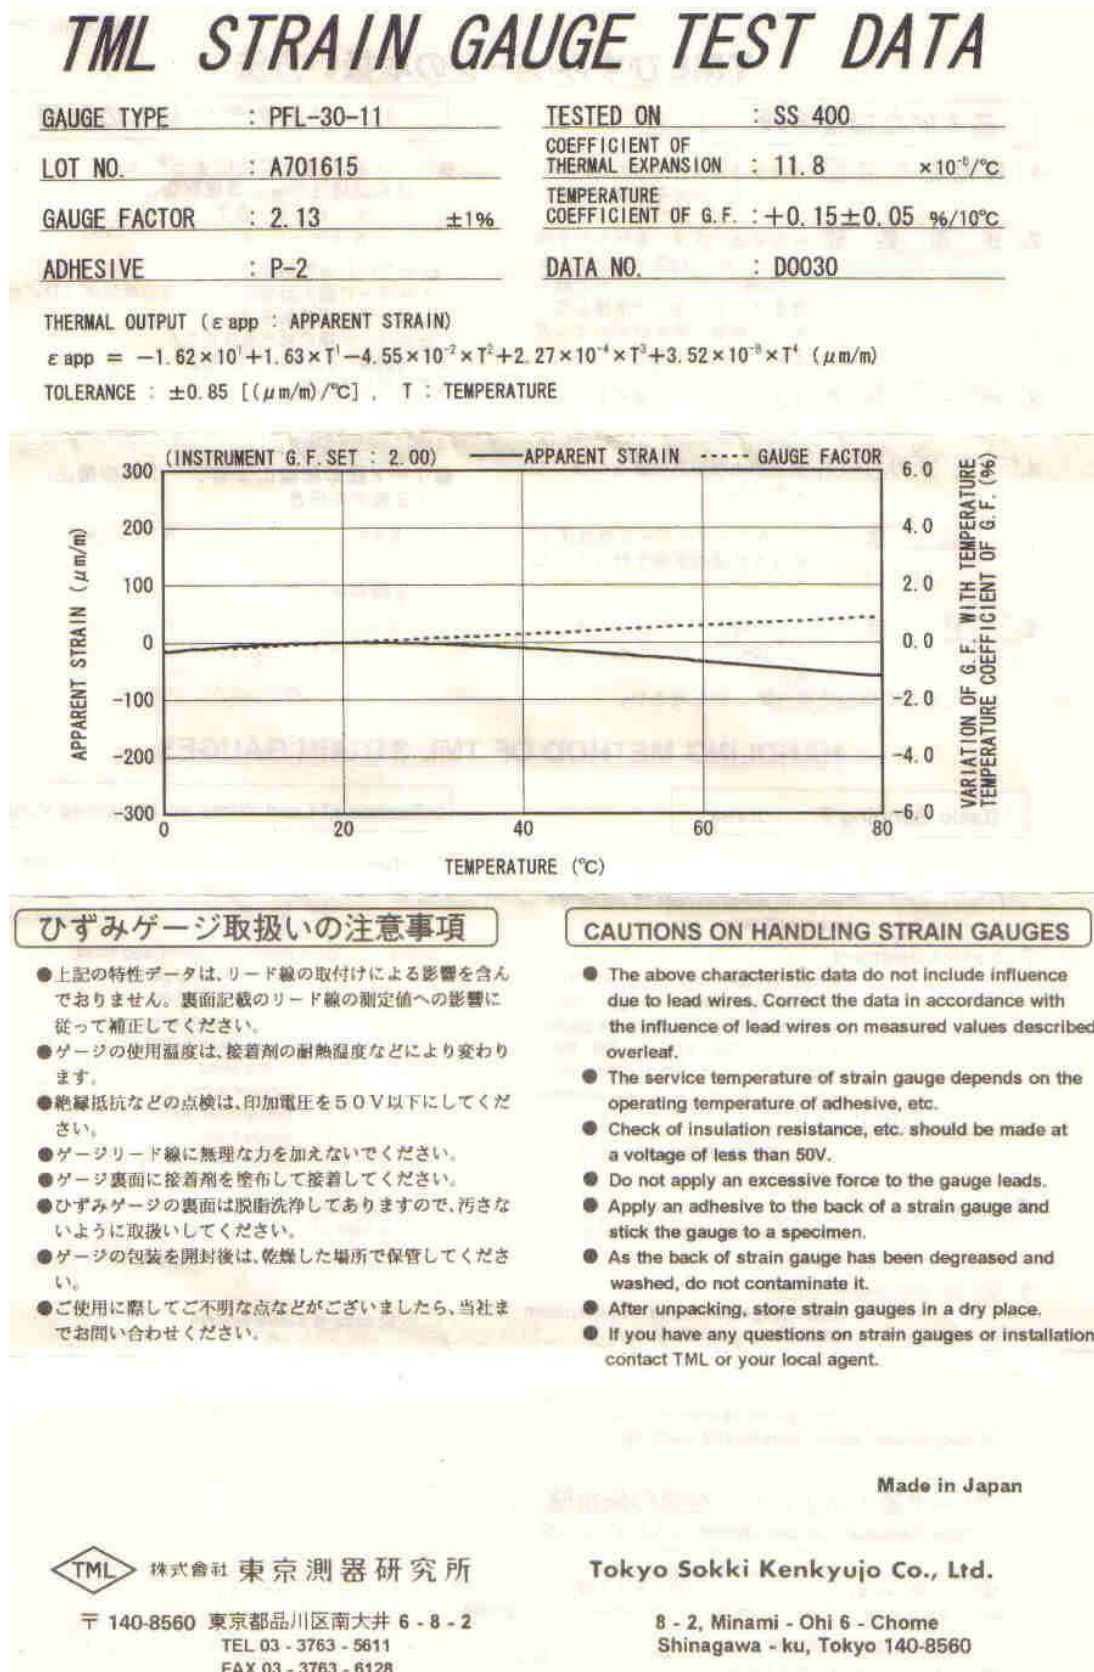 TML STRAIN GAUGE TEST DATA
GAUGE TYPE : PFL-30-11
LOT NO. : A701615
GAUGE FACTOR : 2.13 ±1%
ADHESIVE : P-2
TESTED ON : SS 400
COEFFICIENT OF
THERMAL EXPANSION : 11.8 ×10⁻⁶/℃
TEMPERATURE
COEFFICIENT OF G.F. : +0.15±0.05 %/10℃
DATA NO. : D0030
THERMAL OUTPUT (ε app : APPARENT STRAIN)
ε app = −1.62×10¹+1.63×T¹−4.55×10⁻²×T²+2.27×10⁻⁴×T³+3.52×10⁻⁸×T⁴ (μm/m)
TOLERANCE : ±0.85 [(μm/m)/℃] , T : TEMPERATURE
(INSTRUMENT G.F.SET : 2.00) APPARENT STRAIN GAUGE FACTOR
APPARENT STRAIN (μm/m)
300
200
100
0
-100
-200
-300
6.0
4.0
2.0
0.0
-2.0
-4.0
-6.0
VARIATION OF G.F. WITH TEMPERATURE
TEMPERATURE COEFFICIENT OF G.F. (%)
0 20 40 60 80
TEMPERATURE (℃)
ひずみゲージ取扱いの注意事項
●上記の特性データは、リード線の取付けによる影響を含ん
でおりません。裏面記載のリード線の測定値への影響に
従って補正してください。
●ゲージの使用温度は、接着剤の耐熱温度などにより変わり
ます。
●絶縁抵抗などの点検は、印加電圧を50V以下にしてくだ
さい。
●ゲージリード線に無理な力を加えないでください。
●ゲージ裏面に接着剤を塗布して接着してください。
●ひずみゲージの裏面は脱脂洗浄してありますので、汚さな
いように取扱いしてください。
●ゲージの包装を開封後は、乾燥した場所で保管してくださ
い。
●ご使用に際してご不明な点などがございましたら、当社ま
でお問い合わせください。
CAUTIONS ON HANDLING STRAIN GAUGES
● The above characteristic data do not include influence
due to lead wires. Correct the data in accordance with
the influence of lead wires on measured values described
overleaf.
● The service temperature of strain gauge depends on the
operating temperature of adhesive, etc.
● Check of insulation resistance, etc. should be made at
a voltage of less than 50V.
● Do not apply an excessive force to the gauge leads.
● Apply an adhesive to the back of a strain gauge and
stick the gauge to a specimen.
● As the back of strain gauge has been degreased and
washed, do not contaminate it.
● After unpacking, store strain gauges in a dry place.
● If you have any questions on strain gauges or installation
contact TML or your local agent.
Made in Japan
TML 株式會社 東京測器研究所
〒 140-8560 東京都品川区南大井 6 - 8 - 2
TEL 03 - 3763 - 5611
FAX 03 - 3763 - 6128
Tokyo Sokki Kenkyujo Co., Ltd.
8 - 2, Minami - Ohi 6 - Chome
Shinagawa - ku, Tokyo 140-8560